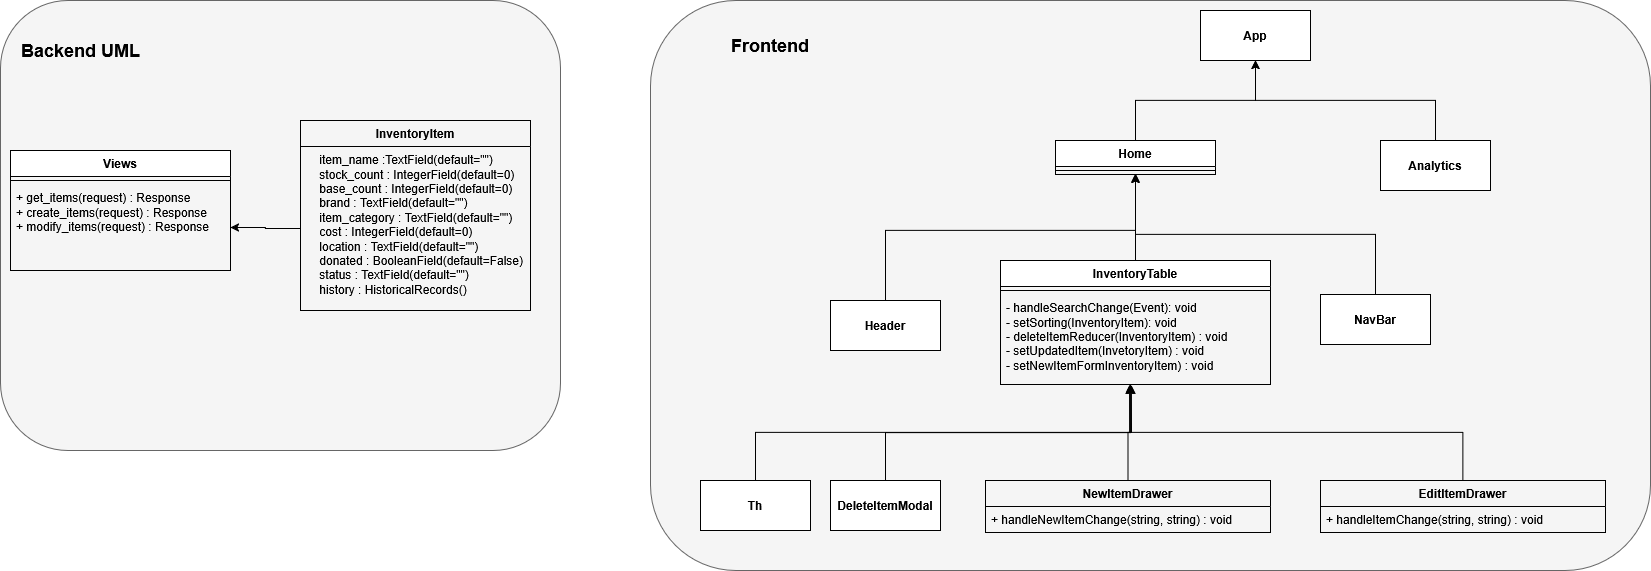 Backend UML
Views
+ get_items(request) : Response
+ create_items(request) : Response
+ modify_items(request) : Response
InventoryItem
item_name :TextField(default="")
stock_count : IntegerField(default=0)
base_count : IntegerField(default=0)
brand : TextField(default="")
item_category : TextField(default="")
cost : IntegerField(default=0)
location : TextField(default="")
donated : BooleanField(default=False)
status : TextField(default="")
history : HistoricalRecords()
Frontend
App
Home
Analytics
Header
InventoryTable
- handleSearchChange(Event): void
- setSorting(InventoryItem): void
- deleteItemReducer(InventoryItem) : void
- setUpdatedItem(InvetoryItem) : void
- setNewItemFormInventoryItem) : void
NavBar
Th
DeleteItemModal
NewItemDrawer
+ handleNewItemChange(string, string) : void
EditItemDrawer
+ handleItemChange(string, string) : void